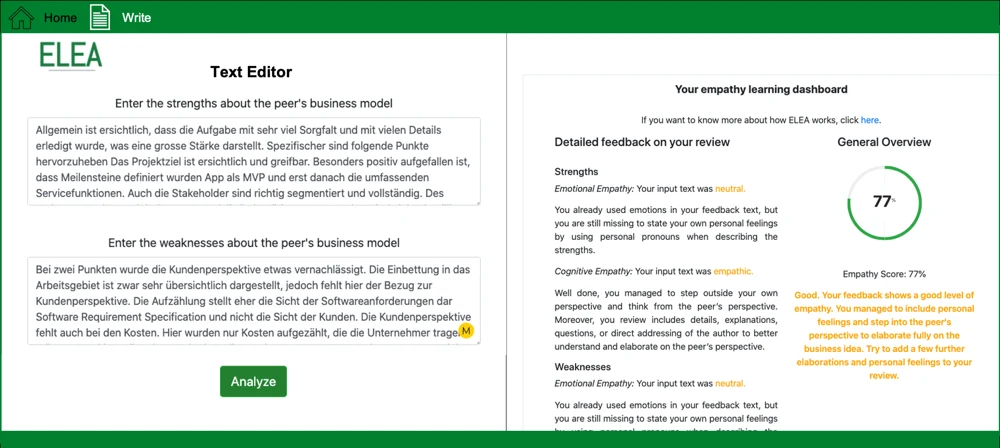 Home
Write
ELEA
Text Editor
Enter the strengths about the peer's business model
Allgemein ist ersichtlich, dass die Aufgabe mit sehr viel Sorgfalt und mit vielen Details
erledigt wurde, was eine grosse Stärke darstellt. Spezifischer sind folgende Punkte
hervorzuheben Das Projektziel ist ersichtlich und greifbar. Besonders positiv aufgefallen ist,
dass Meilensteine definiert wurden App als MVP und erst danach die umfassenden
Servicefunktionen. Auch die Stakeholder sind richtig segmentiert und vollständig. Des
Enter the weaknesses about the peer's business model
Bei zwei Punkten wurde die Kundenperspektive etwas vernachlässigt. Die Einbettung in das
Arbeitsgebiet ist zwar sehr übersichtlich dargestellt, jedoch fehlt hier der Bezug zur
Kundenperspektive. Die Aufzählung stellt eher die Sicht der Softwareanforderungen dar
Software Requirement Specification und nicht die Sicht der Kunden. Die Kundenperspektive
fehlt auch bei den Kosten. Hier wurden nur Kosten aufgezählt, die die Unternehmer trage
M
Analyze
Your empathy learning dashboard
If you want to know more about how ELEA works, click here.
Detailed feedback on your review
Strengths
Emotional Empathy: Your input text was neutral.
You already used emotions in your feedback text, but
you are still missing to state your own personal feelings
by using personal pronouns when describing the
strengths.
Cognitive Empathy: Your input text was empathic.
Well done, you managed to step outside your own
perspective and think from the peer's perspective.
Moreover, you review includes details, explanations,
questions, or direct addressing of the author to better
understand and elaborate on the peer's perspective.
Weaknesses
Emotional Empathy: Your input text was neutral.
You already used emotions in your feedback text, but
you are still missing to state your own personal feelings
by using personal pronouns when describing the
General Overview
77%
Empathy Score: 77%
Good. Your feedback shows a good level of
empathy. You managed to include personal
feelings and step into the peer's
perspective to elaborate fully on the
business idea. Try to add a few further
elaborations and personal feelings to your
review.